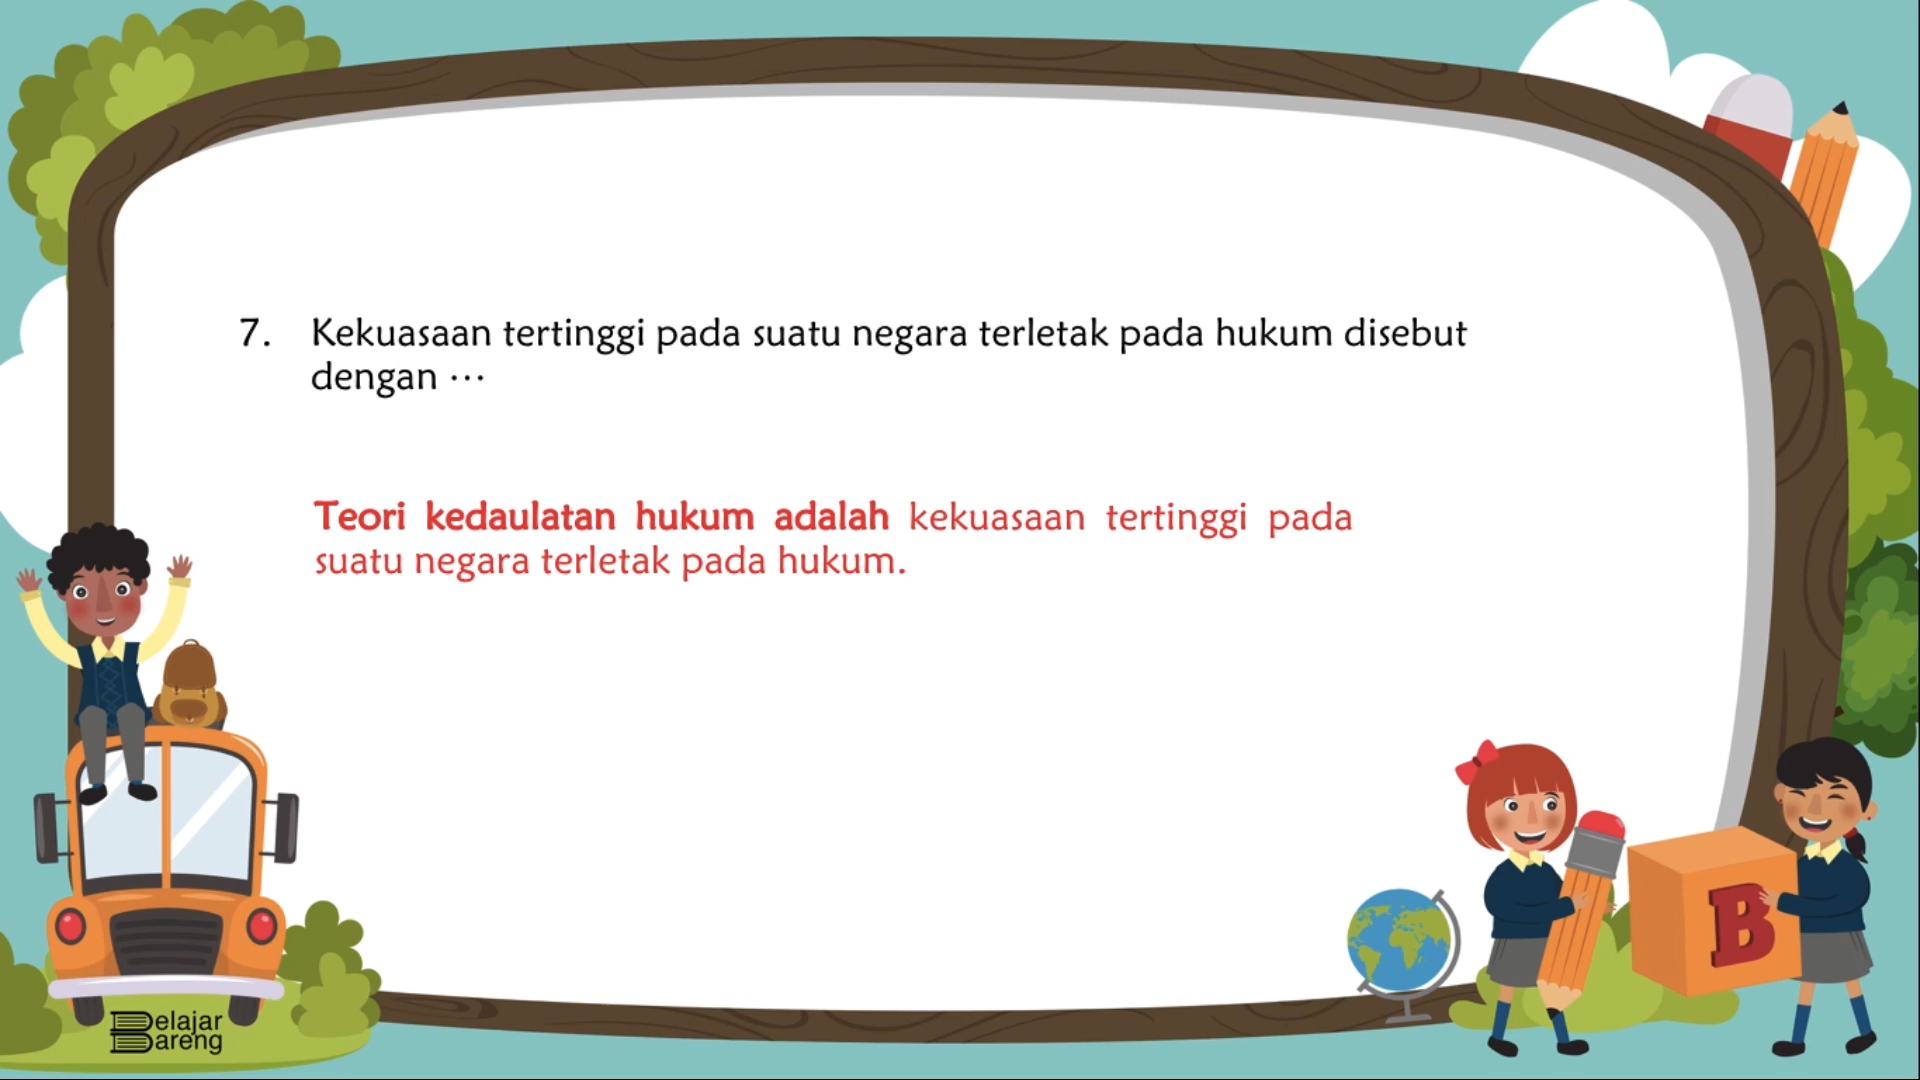 7. Kekuasaan tertinggi pada suatu negara terletak pada hukum disebut
dengan ...
Teori kedaulatan hukum adalah kekuasaan tertinggi pada
suatu negara terletak pada hukum.
B
Belajar
Bareng